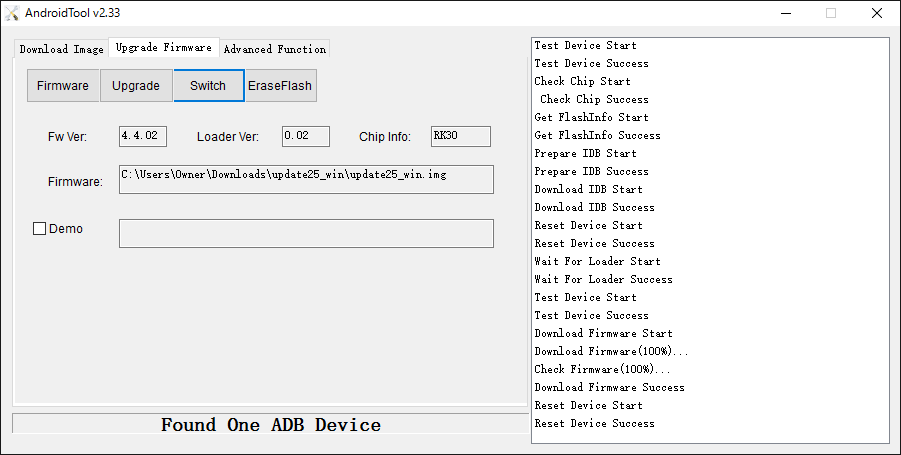 AndroidTool v2.33
Download Image Upgrade Firmware Advanced Function
Firmware Upgrade Switch EraseFlash
Fw Ver: 4.4.02 Loader Ver: 0.02 Chip Info: RK30
Firmware: C:\Users\Owner\Downloads\update25_win\update25_win.img
Demo
Found One ADB Device
Test Device Start
Test Device Success
Check Chip Start
Check Chip Success
Get FlashInfo Start
Get FlashInfo Success
Prepare IDB Start
Prepare IDB Success
Download IDB Start
Download IDB Success
Reset Device Start
Reset Device Success
Wait For Loader Start
Wait For Loader Success
Test Device Start
Test Device Success
Download Firmware Start
Download Firmware(100%)...
Check Firmware(100%)...
Download Firmware Success
Reset Device Start
Reset Device Success